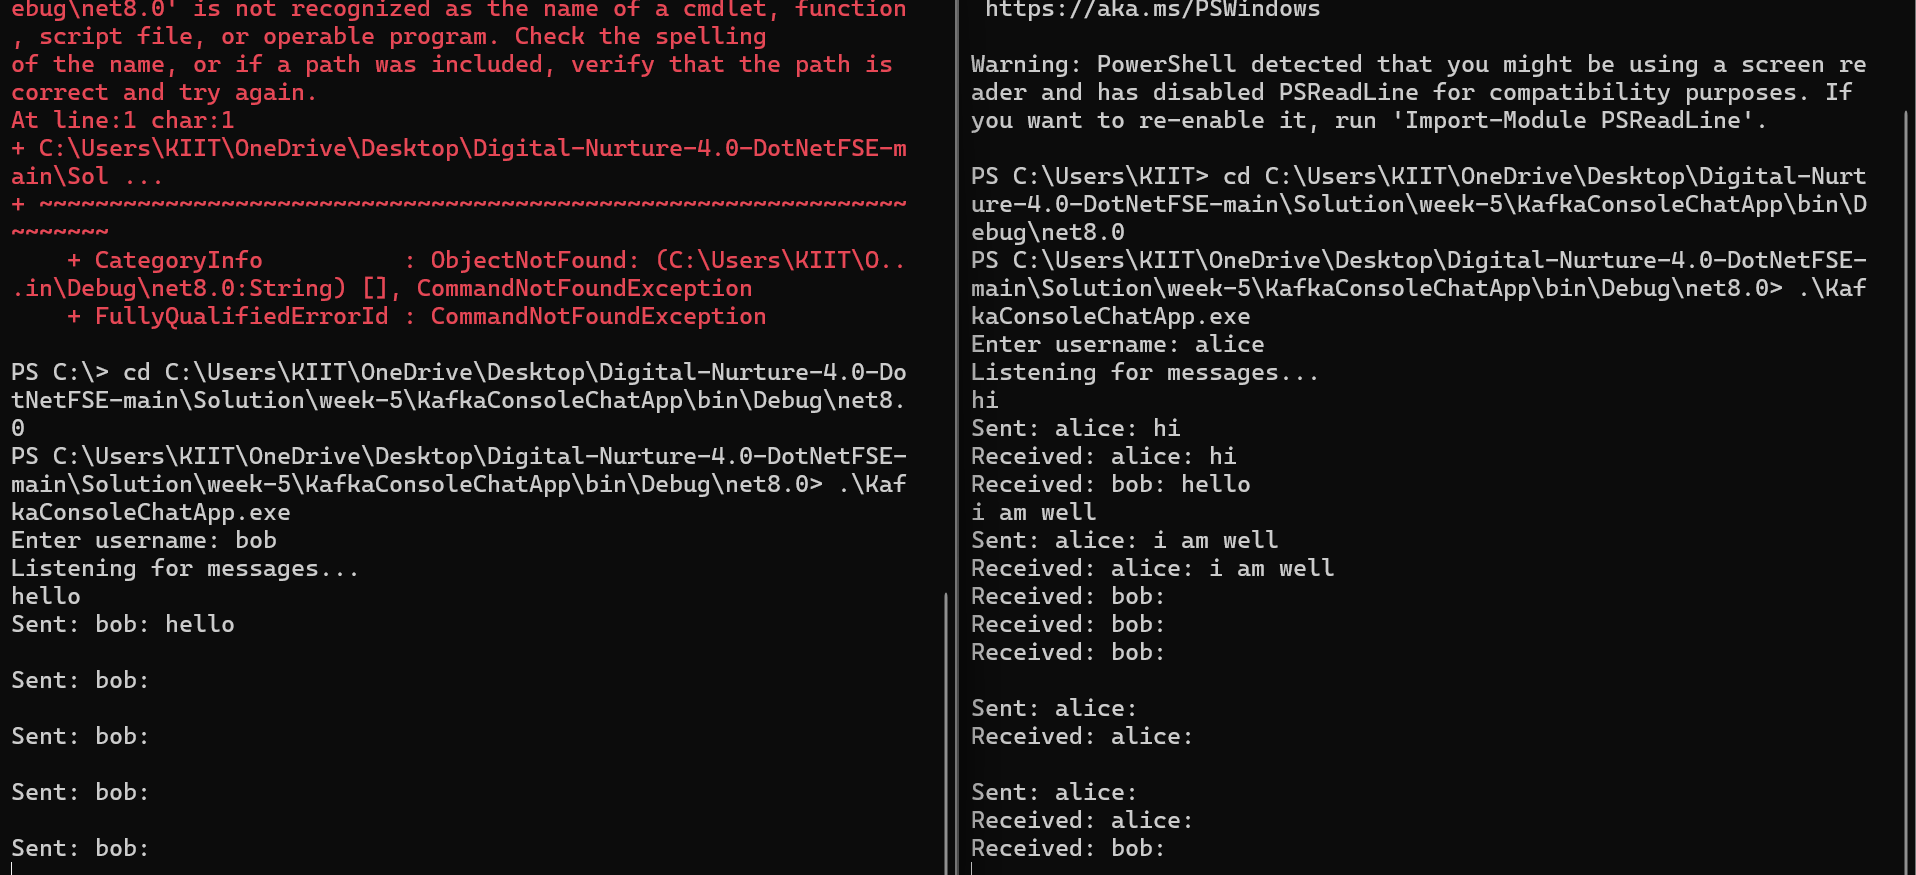 ebug\net8.0' is not recognized as the name of a cmdlet, function
, script file, or operable program. Check the spelling
of the name, or if a path was included, verify that the path is
correct and try again.
At line:1 char:1
+ C:\Users\KIIT\OneDrive\Desktop\Digital-Nurture-4.0-DotNetFSE-m
ain\Sol ...
+ ~~~~~~~~~~~~~~~~~~~~~~~~~~~~~~~~~~~~~~~~~~~~~~~~~~~~~~~~~~~~~~
~~~~~~~
    + CategoryInfo          : ObjectNotFound: (C:\Users\KIIT\O..
.in\Debug\net8.0:String) [], CommandNotFoundException
    + FullyQualifiedErrorId : CommandNotFoundException

PS C:\> cd C:\Users\KIIT\OneDrive\Desktop\Digital-Nurture-4.0-Do
tNetFSE-main\Solution\week-5\KafkaConsoleChatApp\bin\Debug\net8.
0
PS C:\Users\KIIT\OneDrive\Desktop\Digital-Nurture-4.0-DotNetFSE-
main\Solution\week-5\KafkaConsoleChatApp\bin\Debug\net8.0> .\Kaf
kaConsoleChatApp.exe
Enter username: bob
Listening for messages...
hello
Sent: bob: hello

Sent: bob:

Sent: bob:

Sent: bob:

Sent: bob:
 https://aka.ms/PSWindows

Warning: PowerShell detected that you might be using a screen re
ader and has disabled PSReadLine for compatibility purposes. If
you want to re-enable it, run 'Import-Module PSReadLine'.

PS C:\Users\KIIT> cd C:\Users\KIIT\OneDrive\Desktop\Digital-Nurt
ure-4.0-DotNetFSE-main\Solution\week-5\KafkaConsoleChatApp\bin\D
ebug\net8.0
PS C:\Users\KIIT\OneDrive\Desktop\Digital-Nurture-4.0-DotNetFSE-
main\Solution\week-5\KafkaConsoleChatApp\bin\Debug\net8.0> .\Kaf
kaConsoleChatApp.exe
Enter username: alice
Listening for messages...
hi
Sent: alice: hi
Received: alice: hi
Received: bob: hello
i am well
Sent: alice: i am well
Received: alice: i am well
Received: bob:
Received: bob:
Received: bob:

Sent: alice:
Received: alice:

Sent: alice:
Received: alice:
Received: bob: